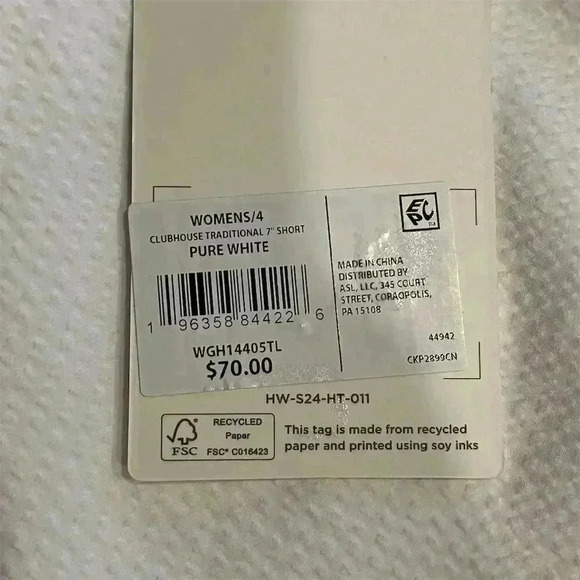 WOMENS/4
CLUBHOUSE TRADITIONAL 7" SHORT
PURE WHITE
1 96358 84422 6
WGH14405TL
$70.00
EPC
MADE IN CHINA
DISTRIBUTED BY
ASL, LLC, 345 COURT
STREET, CORAOPOLIS,
PA 15108
44942
CKP2899CN
HW-S24-HT-011
FSC
RECYCLED
Paper
FSC® C016423
This tag is made from recycled
paper and printed using soy inks